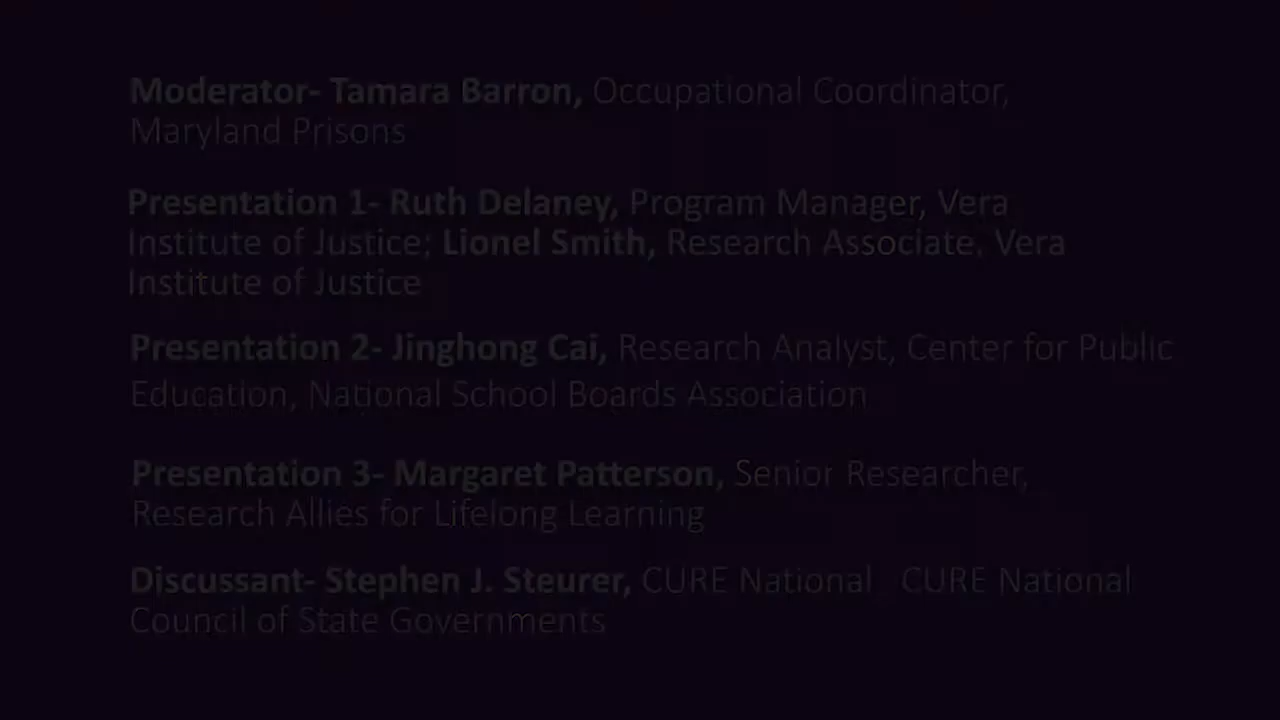 Moderator- Tamara Barron, Occupational Coordinator,
Maryland Prisons
Presentation 1- Ruth Delaney, Program Manager, Vera
Institute of Justice; Lionel Smith, Research Associate, Vera
Institute of Justice
Presentation 2- Jinghong Cai, Research Analyst, Center for Public
Education, National School Boards Association
Presentation 3- Margaret Patterson, Senior Researcher,
Research Allies for Lifelong Learning
Discussant- Stephen J. Steurer, CURE National CURE National
Council of State Governments